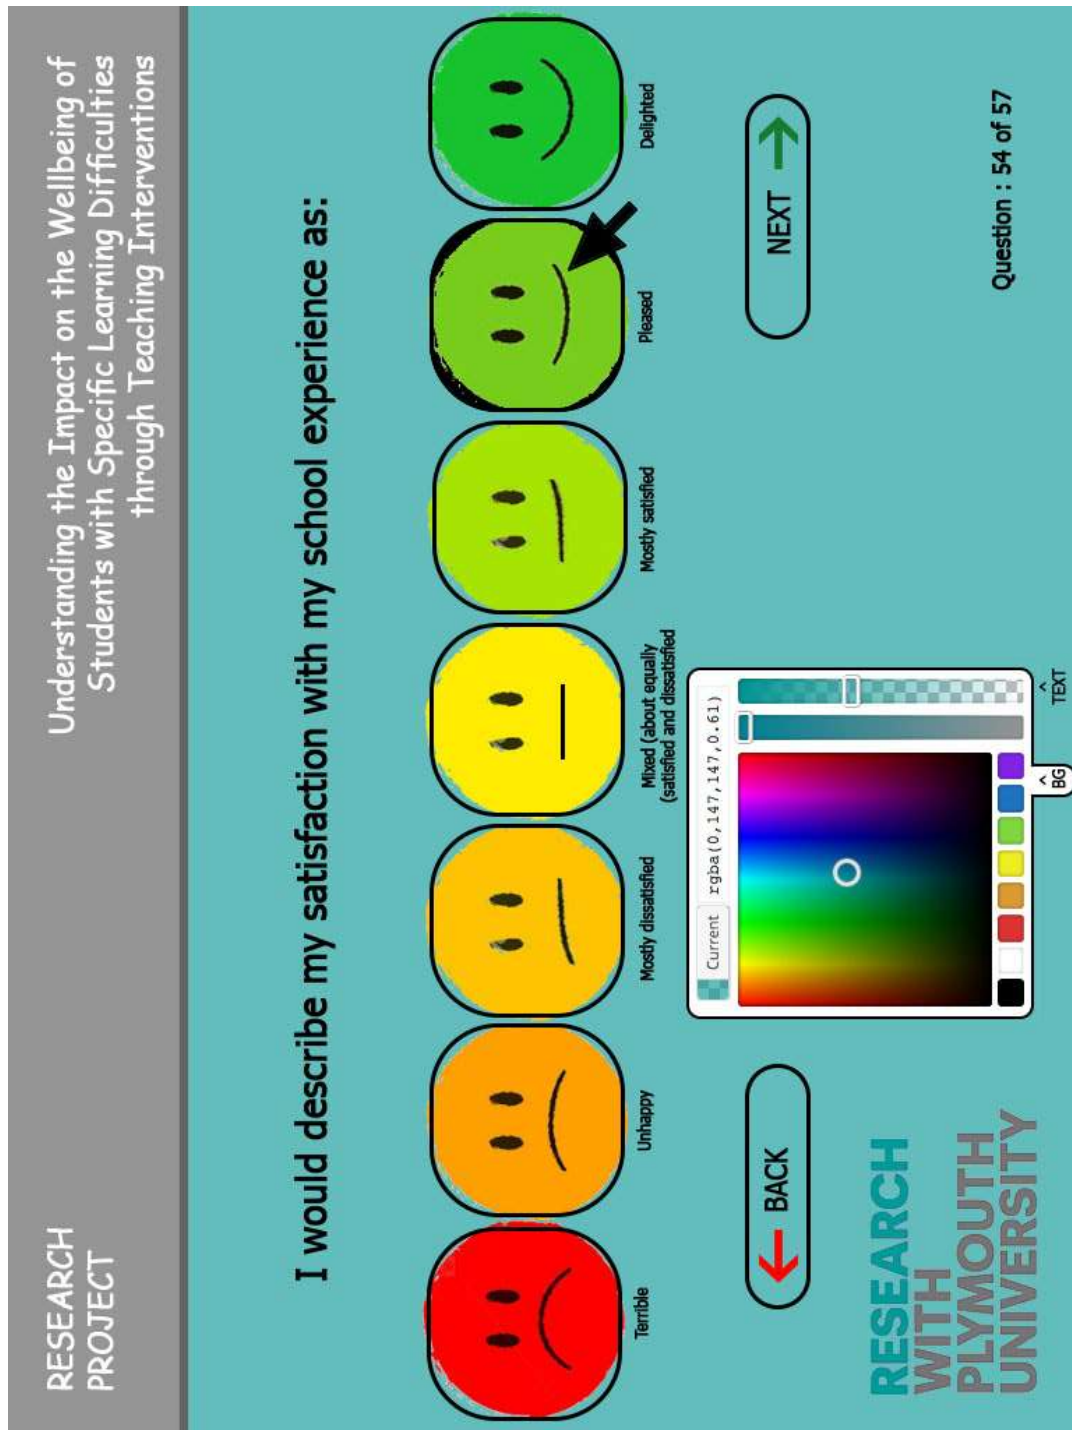 RESEARCH
PROJECT
Understanding the Impact on the Wellbeing of
Students with Specific Learning Difficulties
through Teaching Interventions
I would describe my satisfaction with my school experience as:
Terrible
Unhappy
Mostly dissatisfied
Mixed (about equally
(satisfied and dissatisfied
Mostly satisfied
Pleased
Delighted
BACK
Current rgba(0,147,147,0.61)
^ ^
BG TEXT
NEXT
RESEARCH
WITH
PLYMOUTH
UNIVERSITY
Question : 54 of 57